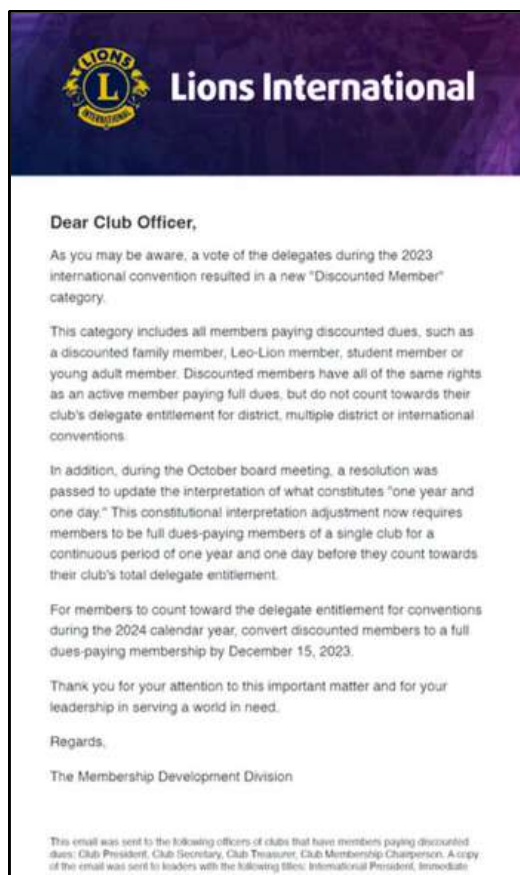 LIONS
L
INTERNATIONAL
Lions International
Dear Club Officer,
As you may be aware, a vote of the delegates during the 2023
international convention resulted in a new "Discounted Member"
category.
This category includes all members paying discounted dues, such as
a discounted family member, Leo-Lion member, student member or
young adult member. Discounted members have all of the same rights
as an active member paying full dues, but do not count towards their
club's delegate entitlement for district, multiple district or international
conventions.
In addition, during the October board meeting, a resolution was
passed to update the interpretation of what constitutes "one year and
one day." This constitutional interpretation adjustment now requires
members to be full dues-paying members of a single club for a
continuous period of one year and one day before they count towards
their club's total delegate entitlement.
For members to count toward the delegate entitlement for conventions
during the 2024 calendar year, convert discounted members to a full
dues-paying membership by December 15, 2023.
Thank you for your attention to this important matter and for your
leadership in serving a world in need.
Regards,
The Membership Development Division
This email was sent to the following officers of clubs that have members paying discounted
dues: Club President, Club Secretary, Club Treasurer, Club Membership Chairperson. A copy
of the email was sent to leaders with the following titles: International President, Immediate